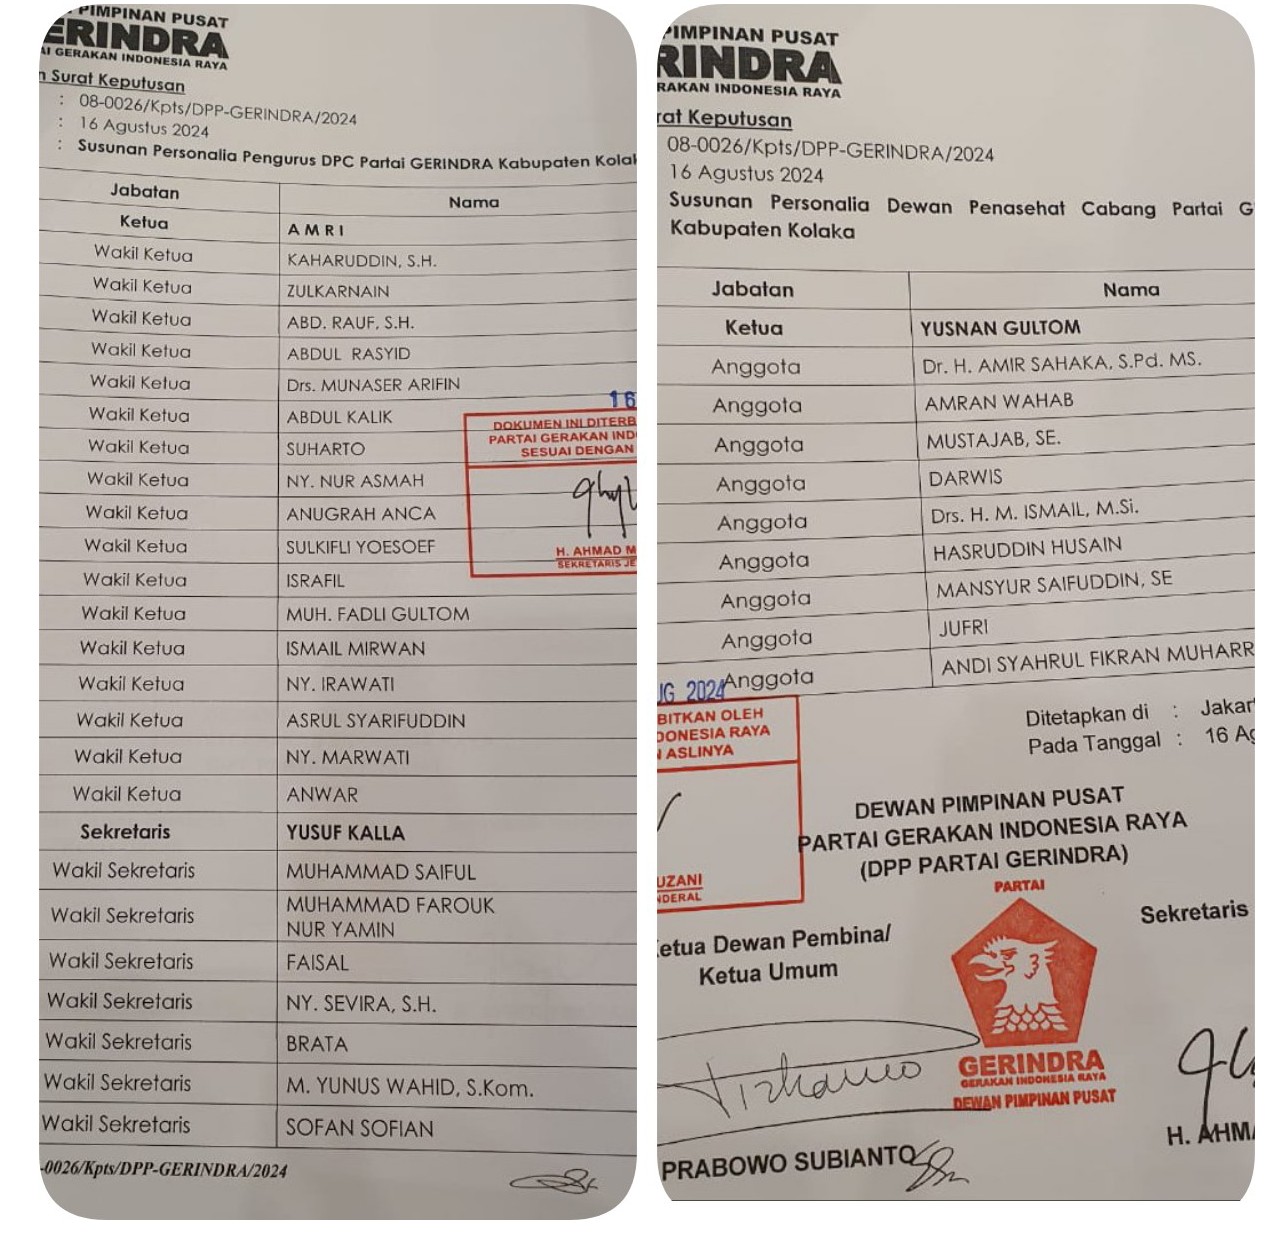 PIMPINAN PUSAT
GERINDRA
GERAKAN INDONESIA RAYA
Surat Keputusan
: 08-0026/Kpts/DPP-GERINDRA/2024
: 16 Agustus 2024
: Susunan Personalia Pengurus DPC Partai GERINDRA Kabupaten Kolak
Jabatan Nama
Ketua A M R I
Wakil Ketua KAHARUDDIN, S.H.
Wakil Ketua ZULKARNAIN
Wakil Ketua ABD. RAUF, S.H.
Wakil Ketua ABDUL RASYID
Wakil Ketua Drs. MUNASER ARIFIN
Wakil Ketua ABDUL KALIK
Wakil Ketua SUHARTO
Wakil Ketua NY. NUR ASMAH
Wakil Ketua ANUGRAH ANCA
Wakil Ketua SULKIFLI YOESOEF
Wakil Ketua ISRAFIL
Wakil Ketua MUH. FADLI GULTOM
Wakil Ketua ISMAIL MIRWAN
Wakil Ketua NY. IRAWATI
Wakil Ketua ASRUL SYARIFUDDIN
Wakil Ketua NY. MARWATI
Wakil Ketua ANWAR
Sekretaris YUSUF KALLA
Wakil Sekretaris MUHAMMAD SAIFUL
Wakil Sekretaris MUHAMMAD FAROUK
NUR YAMIN
Wakil Sekretaris FAISAL
Wakil Sekretaris NY. SEVIRA, S.H.
Wakil Sekretaris BRATA
Wakil Sekretaris M. YUNUS WAHID, S.Kom.
Wakil Sekretaris SOFAN SOFIAN
16
DOKUMEN INI DITERB
PARTAI GERAKAN IND
SESUAI DENGAN
H. AHMAD M
SEKRETARIS JE
-0026/Kpts/DPP-GERINDRA/2024
PIMPINAN PUSAT
RINDRA
RAKAN INDONESIA RAYA
rat Keputusan
08-0026/Kpts/DPP-GERINDRA/2024
16 Agustus 2024
Susunan Personalia Dewan Penasehat Cabang Partai G
Kabupaten Kolaka
Jabatan Nama
Ketua YUSNAN GULTOM
Anggota Dr. H. AMIR SAHAKA, S.Pd. MS.
Anggota AMRAN WAHAB
Anggota MUSTAJAB, SE.
Anggota DARWIS
Anggota Drs. H. M. ISMAIL, M.Si.
Anggota HASRUDDIN HUSAIN
Anggota MANSYUR SAIFUDDIN, SE
Anggota JUFRI
Anggota ANDI SYAHRUL FIKRAN MUHARR
UG 2024
BITKAN OLEH
DONESIA RAYA
N ASLINYA
UZANI
NDERAL
Ditetapkan di : Jakar
Pada Tanggal : 16 Ag
DEWAN PIMPINAN PUSAT
PARTAI GERAKAN INDONESIA RAYA
(DPP PARTAI GERINDRA)
etua Dewan Pembina/
Ketua Umum
Sekretaris
PARTAI
GERINDRA
GERAKAN INDONESIA RAYA
DEWAN PIMPINAN PUSAT
PRABOWO SUBIANTO
H. AHMA